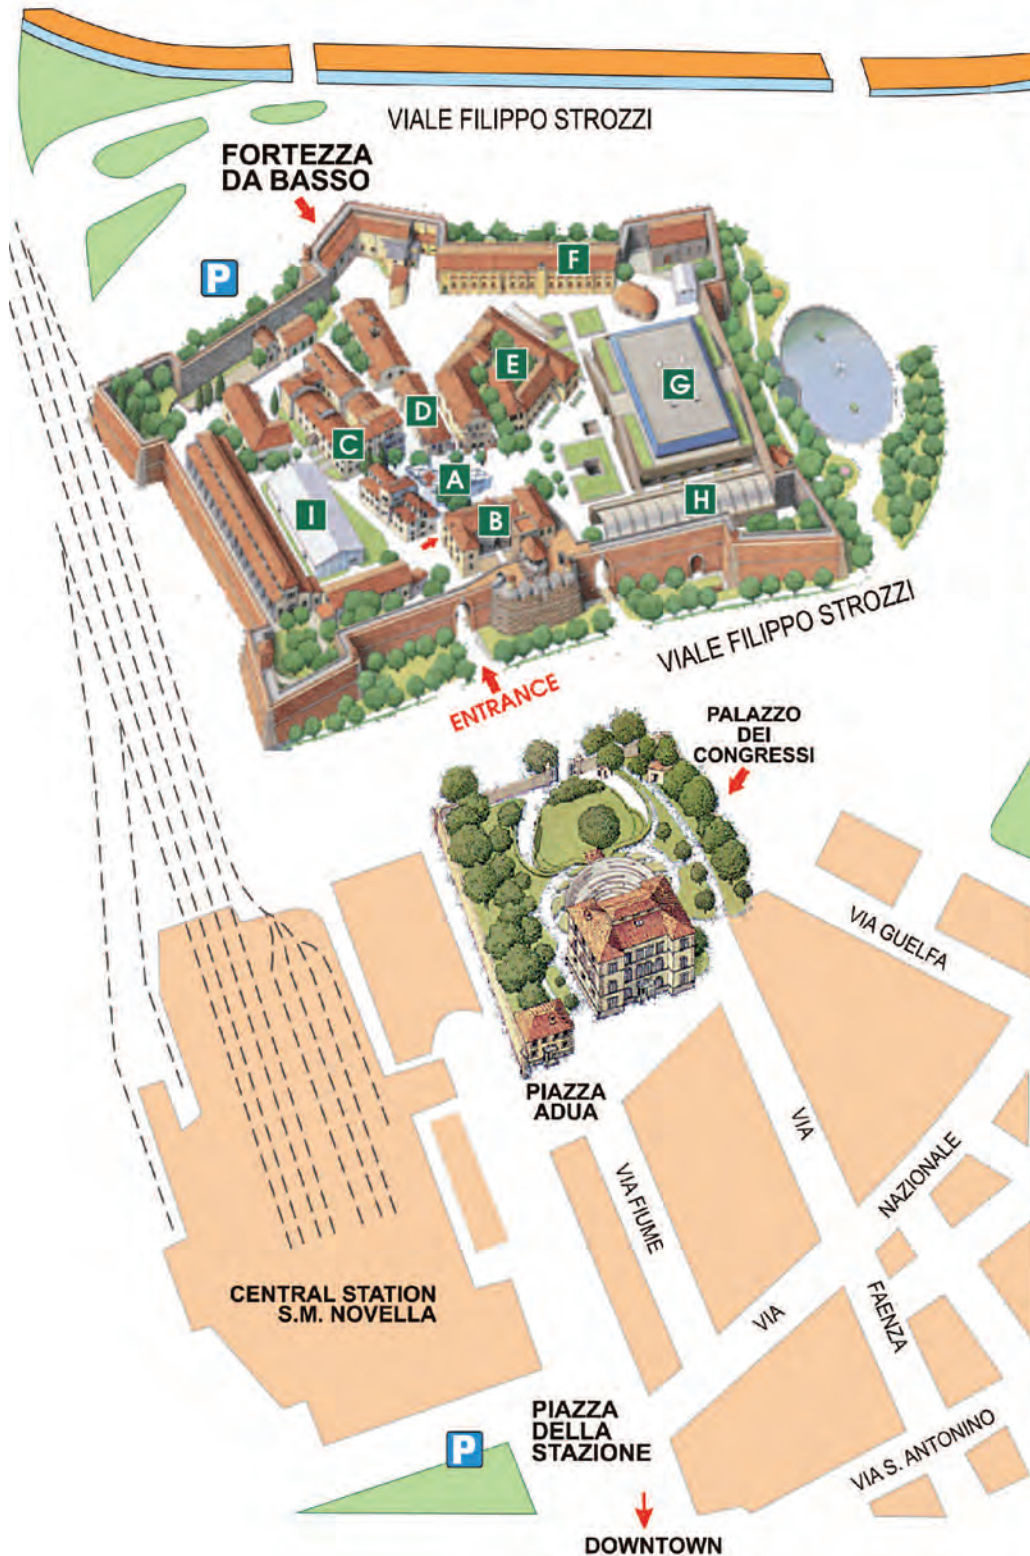 VIALE FILIPPO STROZZI
FORTEZZA
DA BASSO
P
F
E
G
D
C
A
H
I
B
VIALE FILIPPO STROZZI
ENTRANCE
PALAZZO
DEI
CONGRESSI
VIA GUELFA
PIAZZA
ADUA
VIA
NAZIONALE
VIA FIUME
CENTRAL STATION
S.M. NOVELLA
VIA
FAENZA
PIAZZA
DELLA
STAZIONE
P
VIA S. ANTONINO
DOWNTOWN